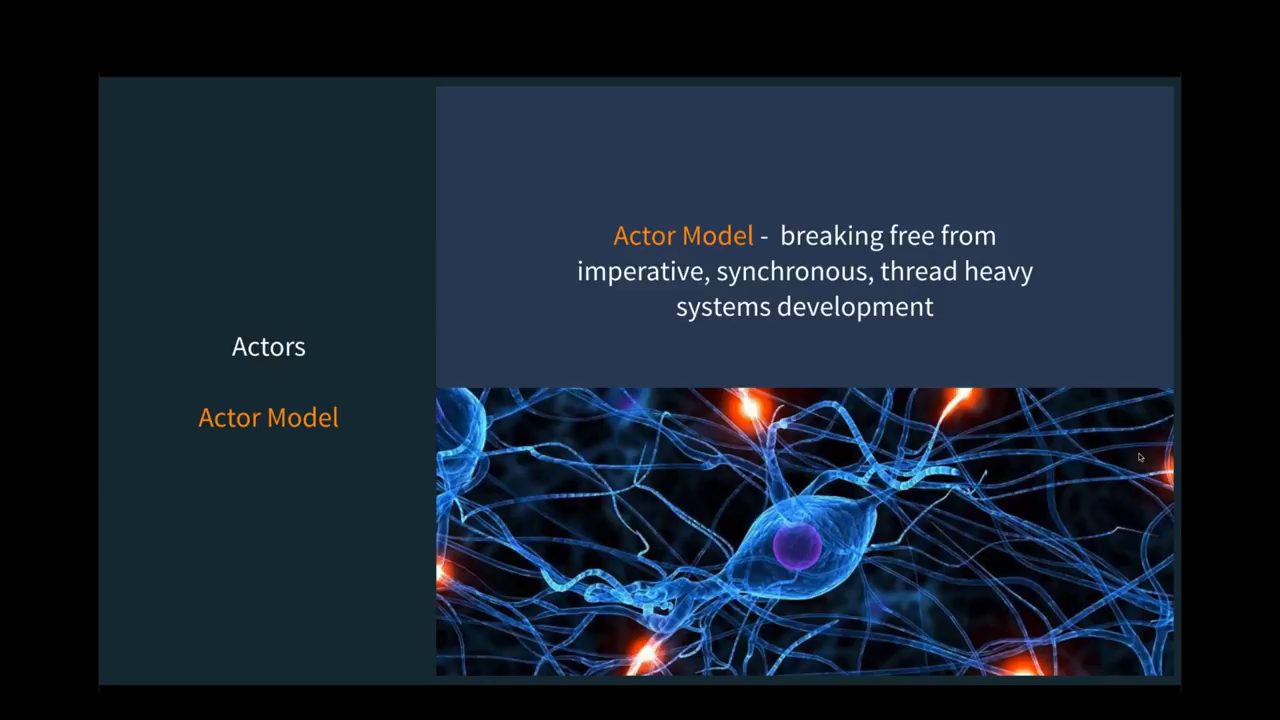 Actors
Actor Model
Actor Model - breaking free from
imperative, synchronous, thread heavy
systems development